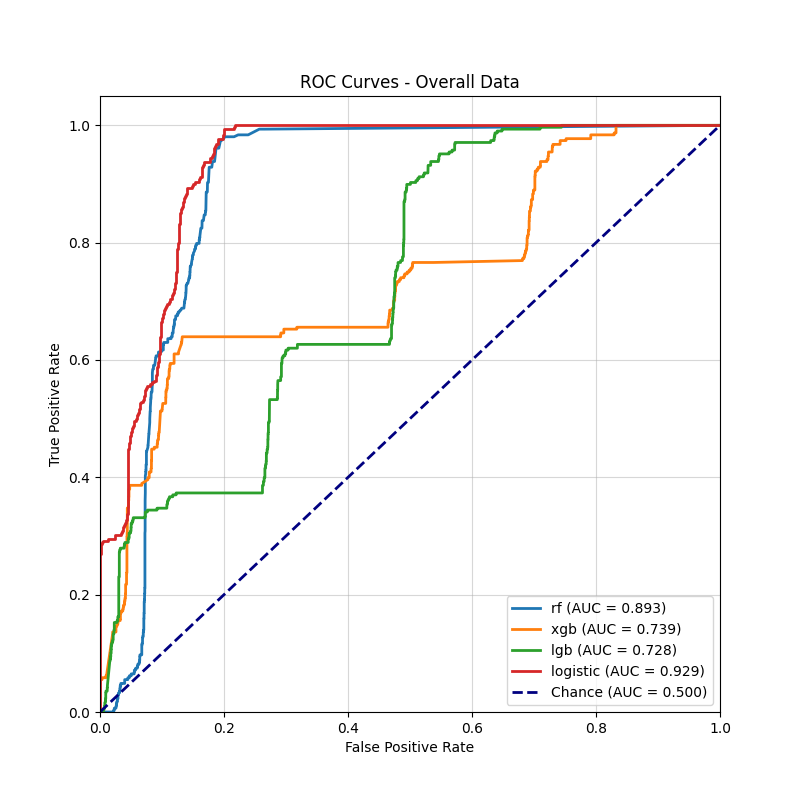 ROC Curves - Overall Data
True Positive Rate
1.0
0.8
0.6
0.4
0.2
0.0
0.0 0.2 0.4 0.6 0.8 1.0
False Positive Rate
rf (AUC = 0.893)
xgb (AUC = 0.739)
lgb (AUC = 0.728)
logistic (AUC = 0.929)
Chance (AUC = 0.500)